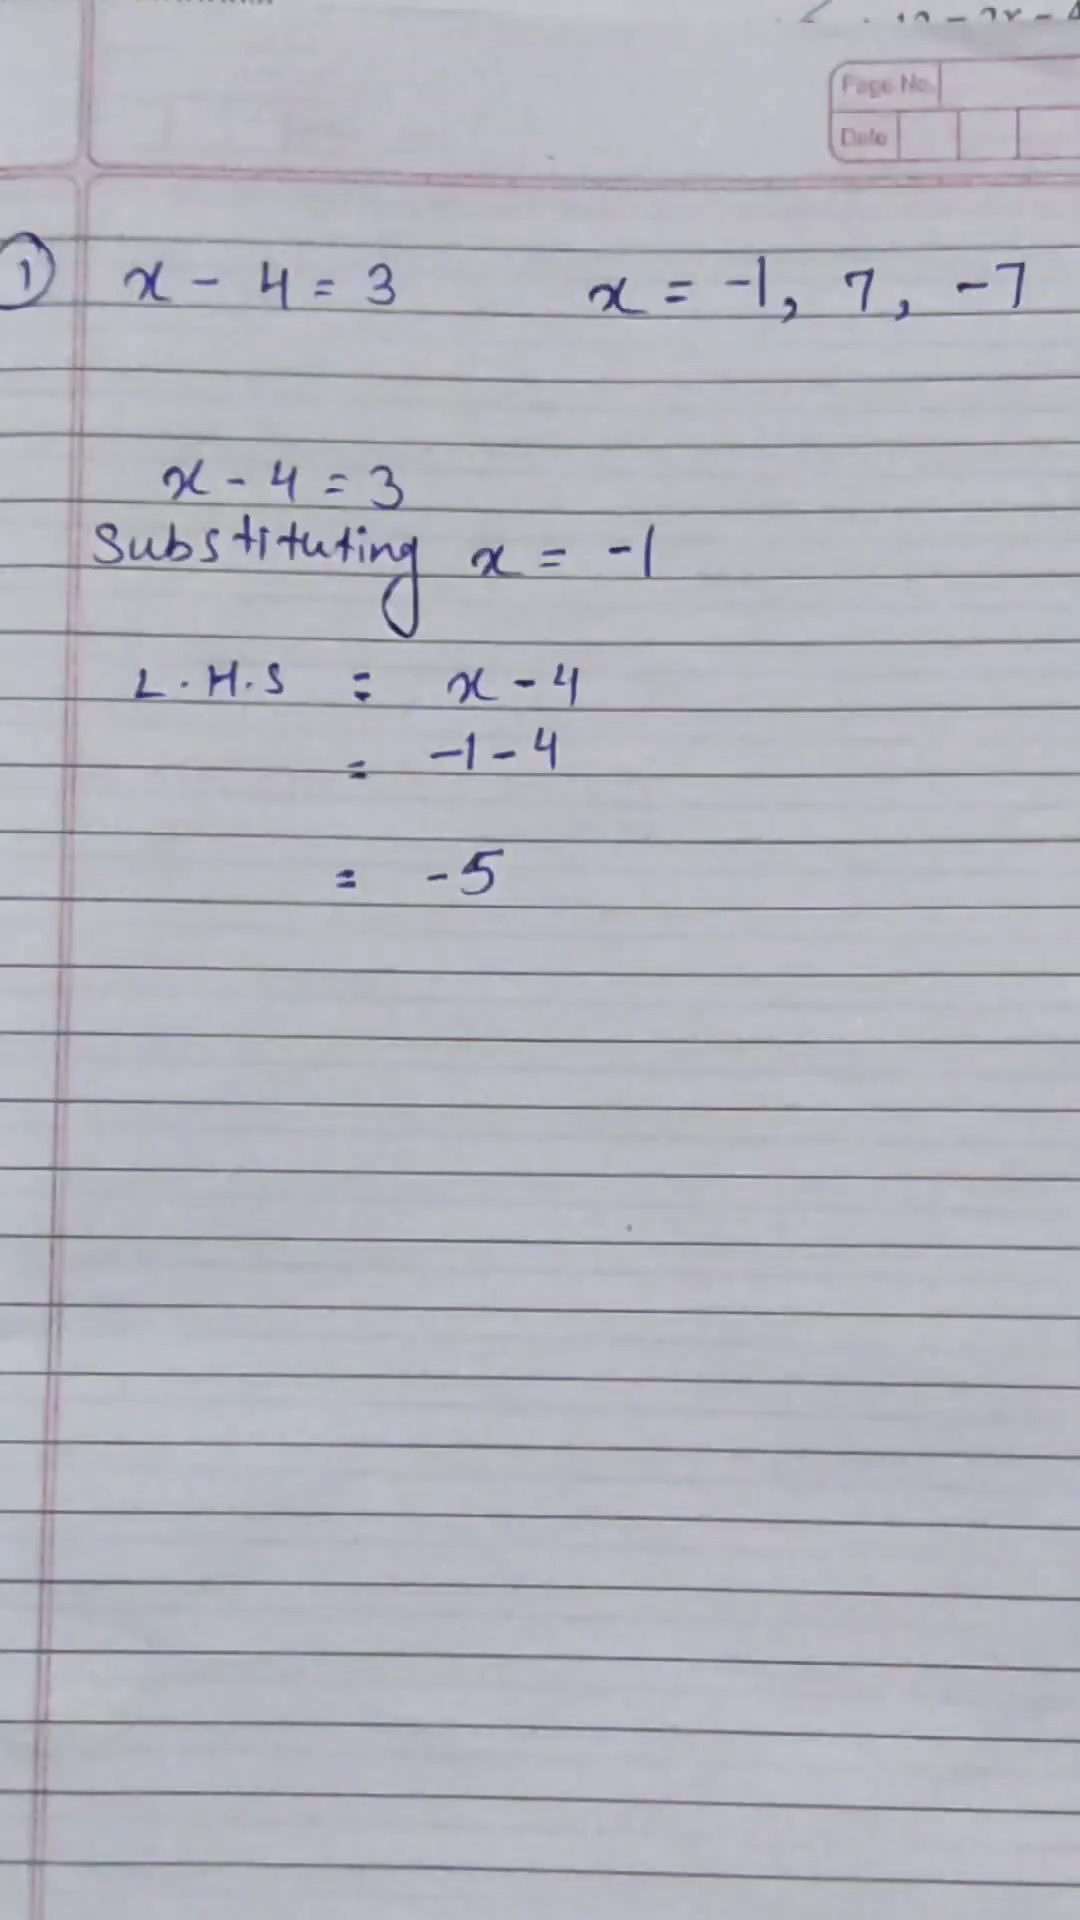 Page No.
Date
① x - 4 = 3 x = -1, 7, -7
x - 4 = 3
Substituting x = -1
L.H.S = x - 4
= -1 - 4
= -5